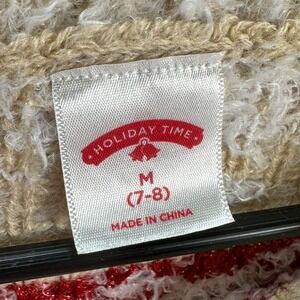 • HOLIDAY TIME •
M
(7-8)
MADE IN CHINA